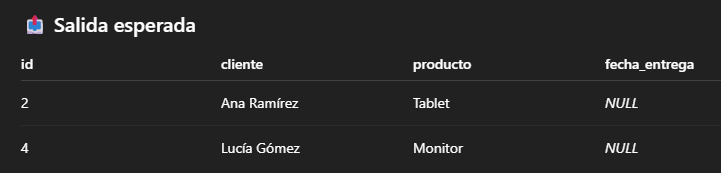 Salida esperada
id cliente producto fecha_entrega
2 Ana Ramírez Tablet NULL
4 Lucía Gómez Monitor NULL